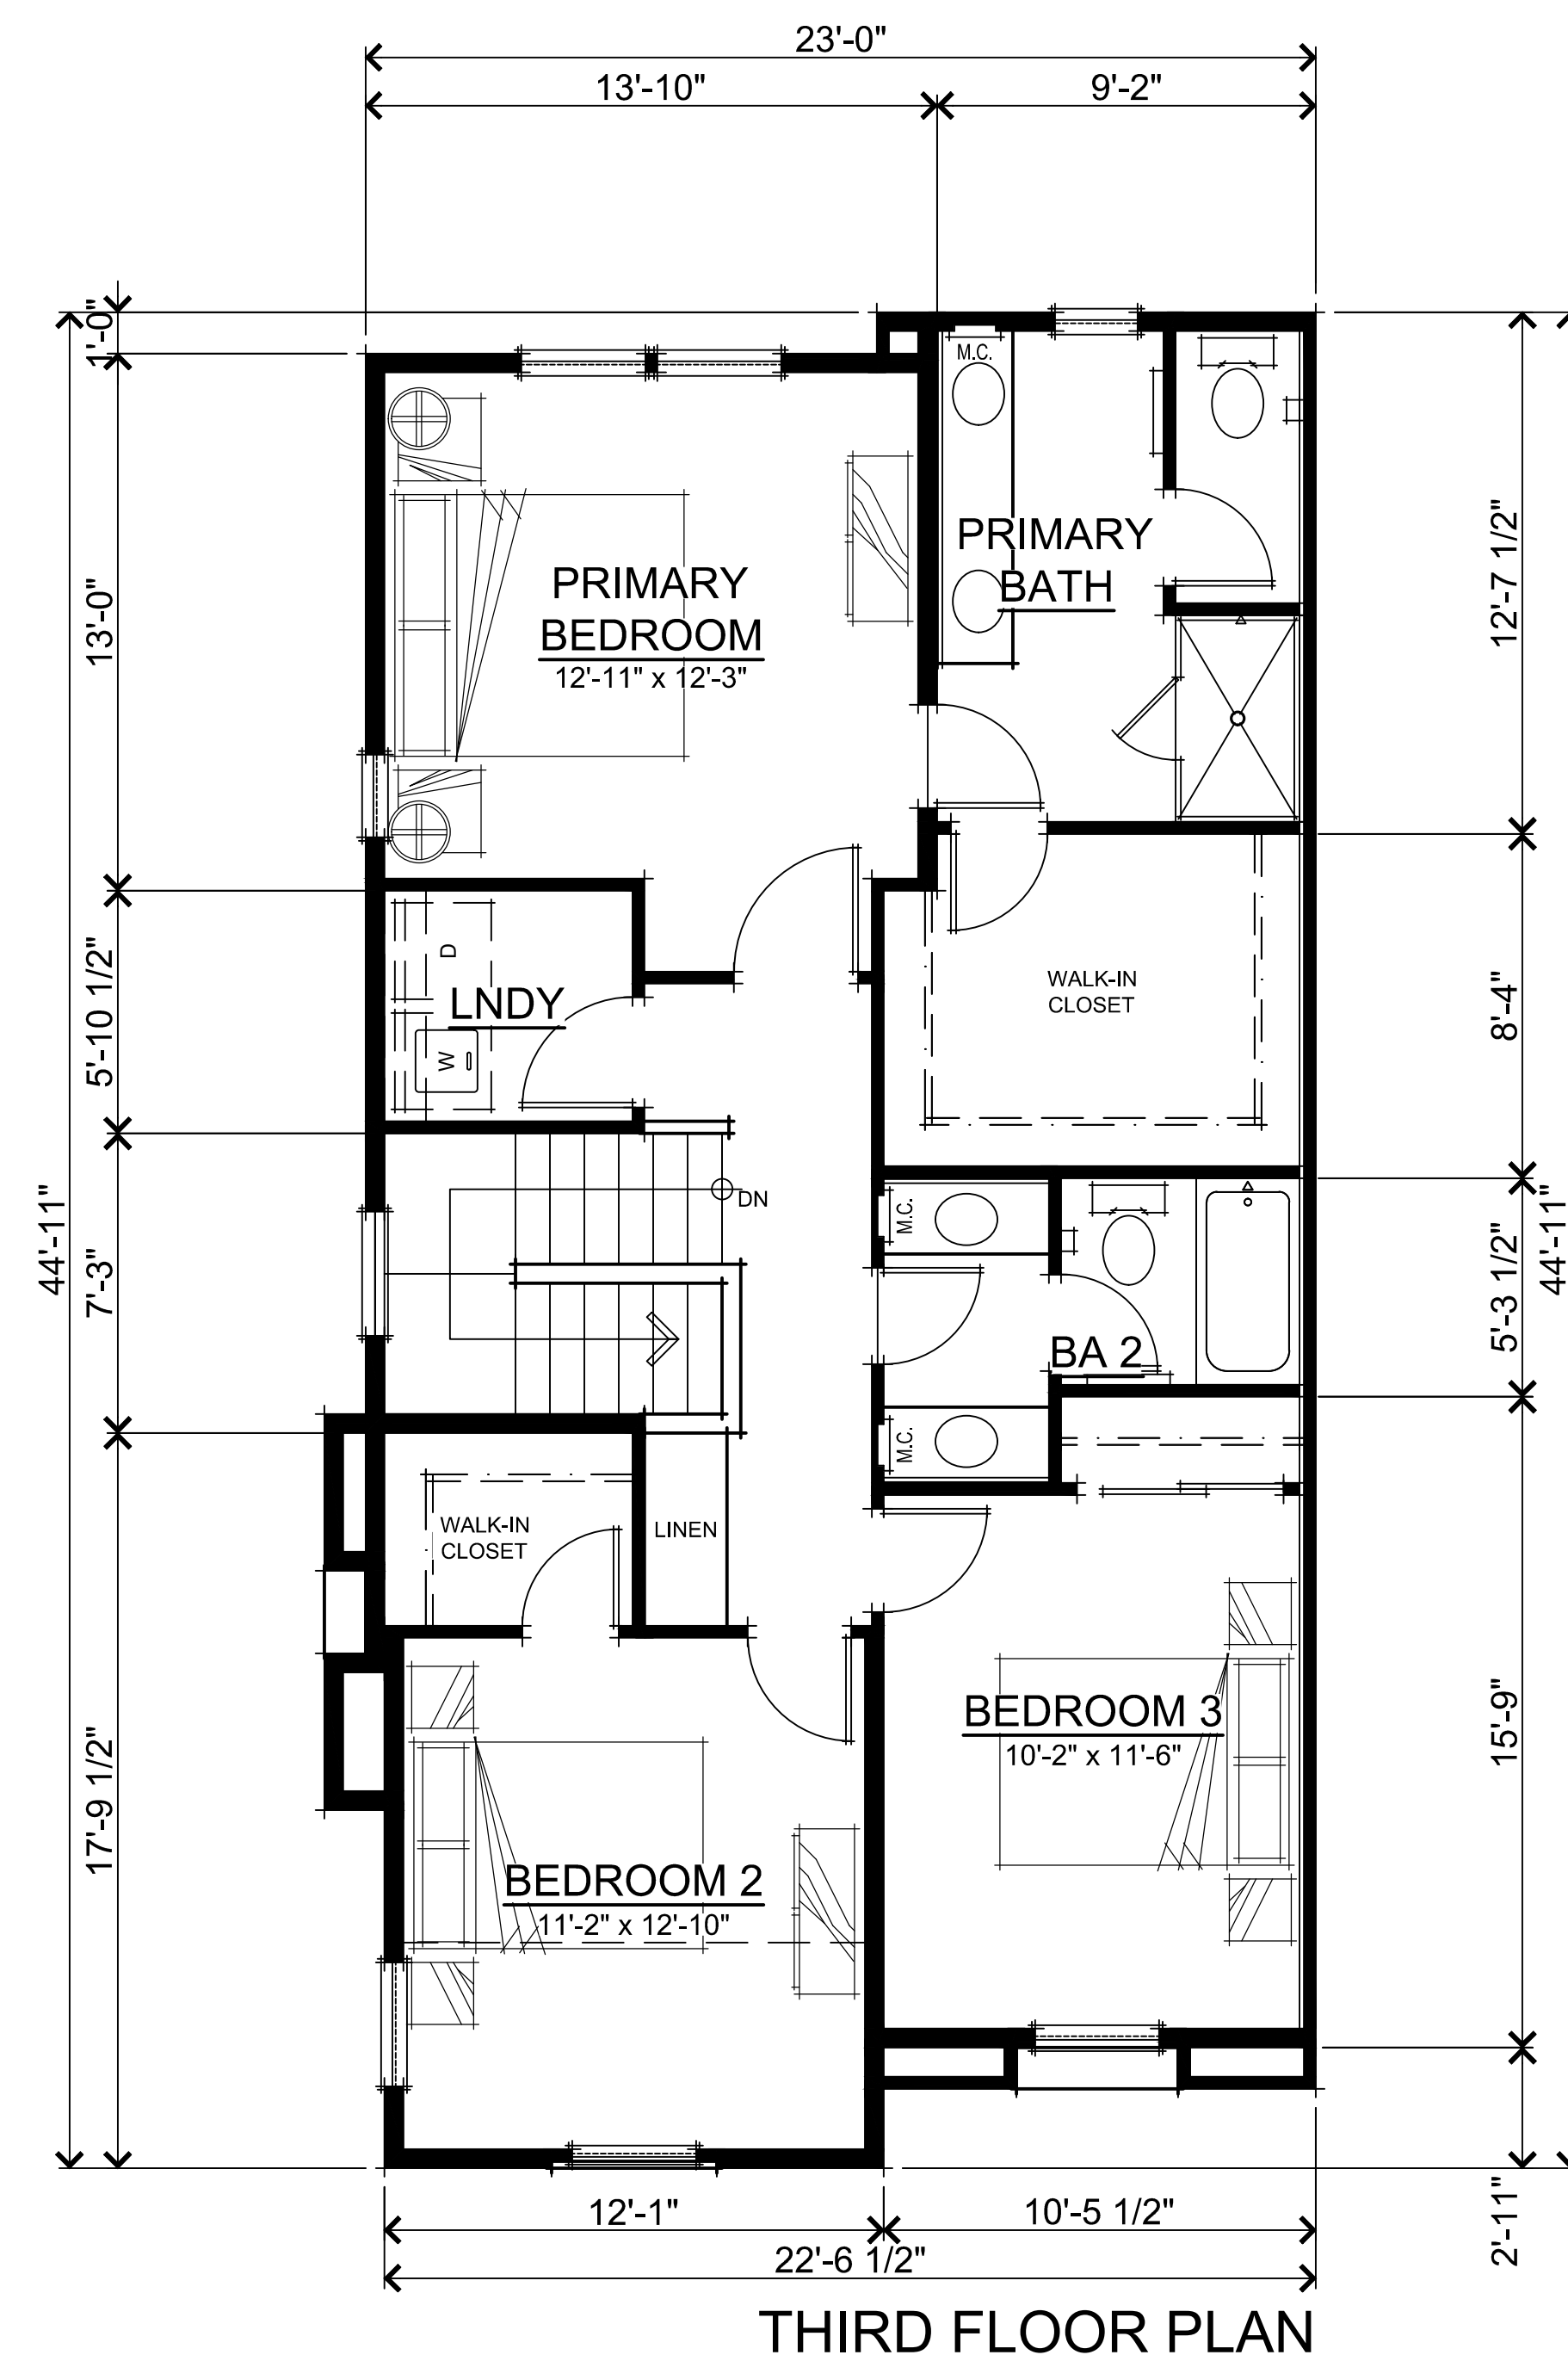 23'-0"
13'-10"
9'-2"
1'-0"
M.C.
PRIMARY
BATH
12'-7 1/2"
PRIMARY
BEDROOM
12'-11" x 12'-3"
13'-0"
D
LNDY
W
5'-10 1/2"
WALK-IN
CLOSET
8'-4"
DN
44'-11"
7'-3"
M.C.
BA 2
5'-3 1/2"
44'-11"
M.C.
WALK-IN
CLOSET
LINEN
BEDROOM 3
10'-2" x 11'-6"
15'-9"
17'-9 1/2"
BEDROOM 2
11'-2" x 12'-10"
12'-1"
10'-5 1/2"
2'-11"
22'-6 1/2"
THIRD FLOOR PLAN